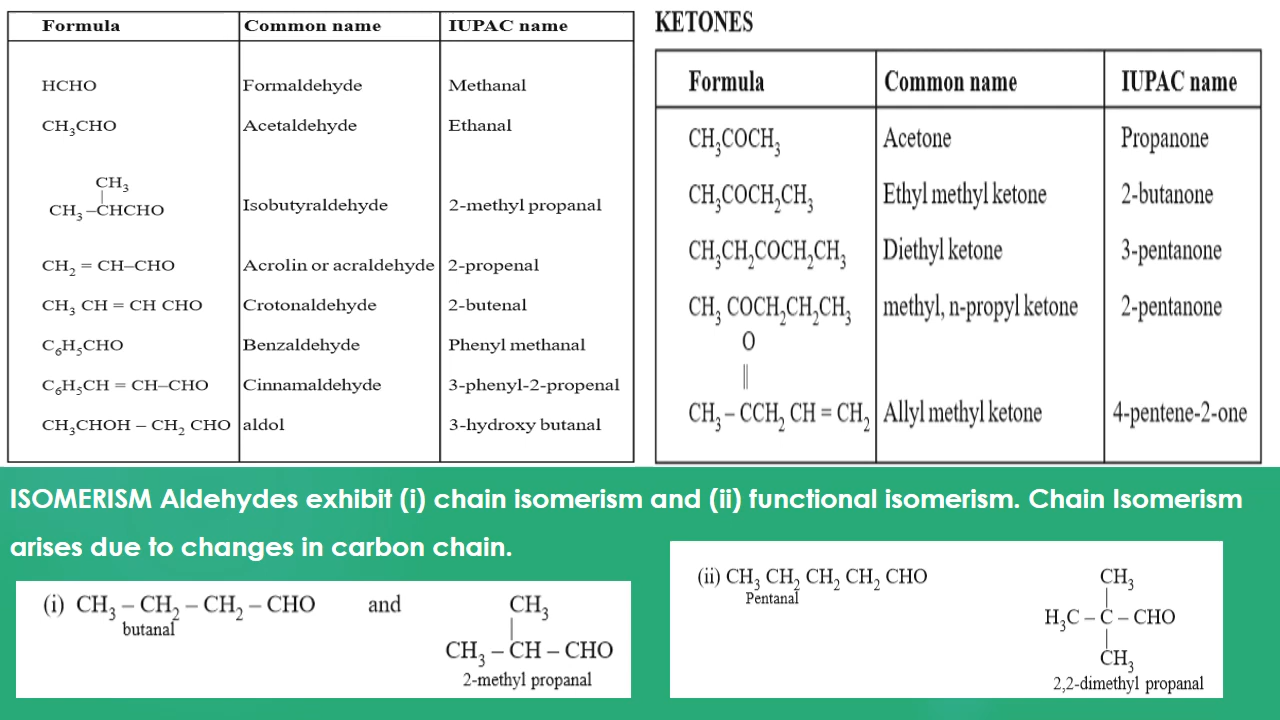 Formula Common name IUPAC name
HCHO Formaldehyde Methanal
CH₃CHO Acetaldehyde Ethanal
CH₃
|
CH₃ –CHCHO Isobutyraldehyde 2-methyl propanal
CH₂ = CH–CHO Acrolin or acraldehyde 2-propenal
CH₃ CH = CH CHO Crotonaldehyde 2-butenal
C₆H₅CHO Benzaldehyde Phenyl methanal
C₆H₅CH = CH–CHO Cinnamaldehyde 3-phenyl-2-propenal
CH₃CHOH – CH₂ CHO aldol 3-hydroxy butanal
KETONES
Formula Common name IUPAC name
CH₃COCH₃ Acetone Propanone
CH₃COCH₂CH₃ Ethyl methyl ketone 2-butanone
CH₃CH₂COCH₂CH₃ Diethyl ketone 3-pentanone
CH₃ COCH₂CH₂CH₃ methyl, n-propyl ketone 2-pentanone
O
||
CH₃ – CCH₂ CH = CH₂ Allyl methyl ketone 4-pentene-2-one
ISOMERISM Aldehydes exhibit (i) chain isomerism and (ii) functional isomerism. Chain Isomerism
arises due to changes in carbon chain.
(i) CH₃ – CH₂ – CH₂ – CHO and CH₃
butanal |
CH₃ – CH – CHO
2-methyl propanal
(ii) CH₃ CH₂ CH₂ CH₂ CHO CH₃
Pentanal |
H₃C – C – CHO
|
CH₃
2,2-dimethyl propanal